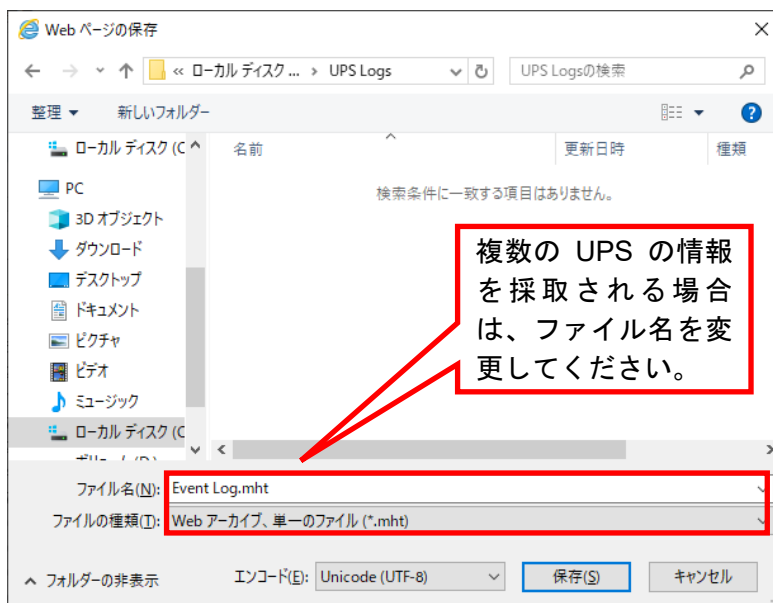 Web ページの保存
« ローカル ディスク ... › UPS Logs
UPS Logsの検索
整理 新しいフォルダー
ローカル ディスク (C
名前 更新日時 種類
検索条件に一致する項目はありません。
PC
3D オブジェクト
ダウンロード
デスクトップ
ドキュメント
ピクチャ
ビデオ
ミュージック
ローカル ディスク (C
複数の UPS の情報
を採取される場合
は、ファイル名を変
更してください。
ファイル名(N): Event Log.mht
ファイルの種類(T): Web アーカイブ、単一のファイル (*.mht)
フォルダーの非表示 エンコード(E): Unicode (UTF-8) 保存(S) キャンセル